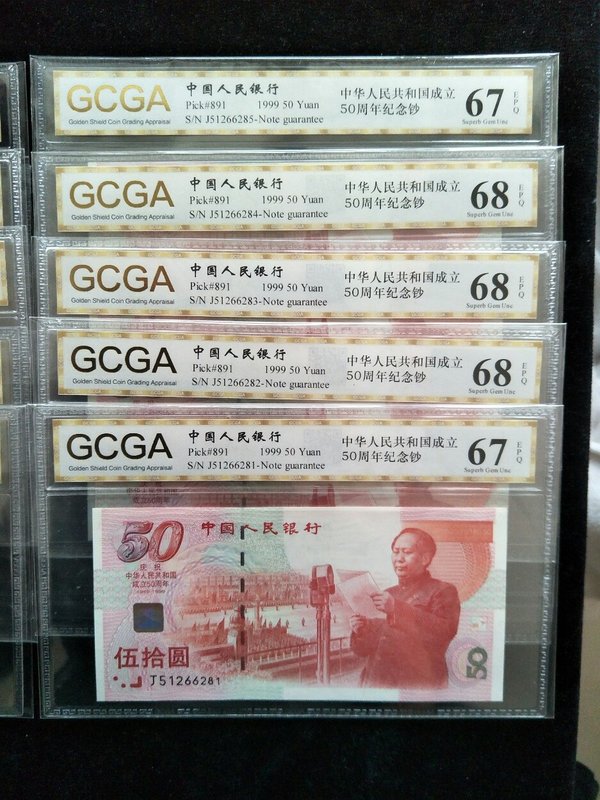 GCGA
Golden Shield Coin Grading Appraisal
中国人民银行
Pick#891 1999 50 Yuan
S/N J51266285-Note guarantee
中华人民共和国成立
50周年纪念钞
67
EPQ
Superb Gem Unc
GCGA
Golden Shield Coin Grading Appraisal
中国人民银行
Pick#891 1999 50 Yuan
S/N J51266284-Note guarantee
中华人民共和国成立
50周年纪念钞
68
EPQ
Superb Gem Unc
GCGA
Golden Shield Coin Grading Appraisal
中国人民银行
Pick#891 1999 50 Yuan
S/N J51266283-Note guarantee
中华人民共和国成立
50周年纪念钞
68
EPQ
Superb Gem Unc
GCGA
Golden Shield Coin Grading Appraisal
中国人民银行
Pick#891 1999 50 Yuan
S/N J51266282-Note guarantee
中华人民共和国成立
50周年纪念钞
68
EPQ
Superb Gem Unc
GCGA
Golden Shield Coin Grading Appraisal
中国人民银行
Pick#891 1999 50 Yuan
S/N J51266281-Note guarantee
中华人民共和国成立
50周年纪念钞
67
EPQ
Superb Gem Unc
50
中国人民银行
庆祝
中华人民共和国
成立50周年
1949-1999
伍拾圆
J51266281
50